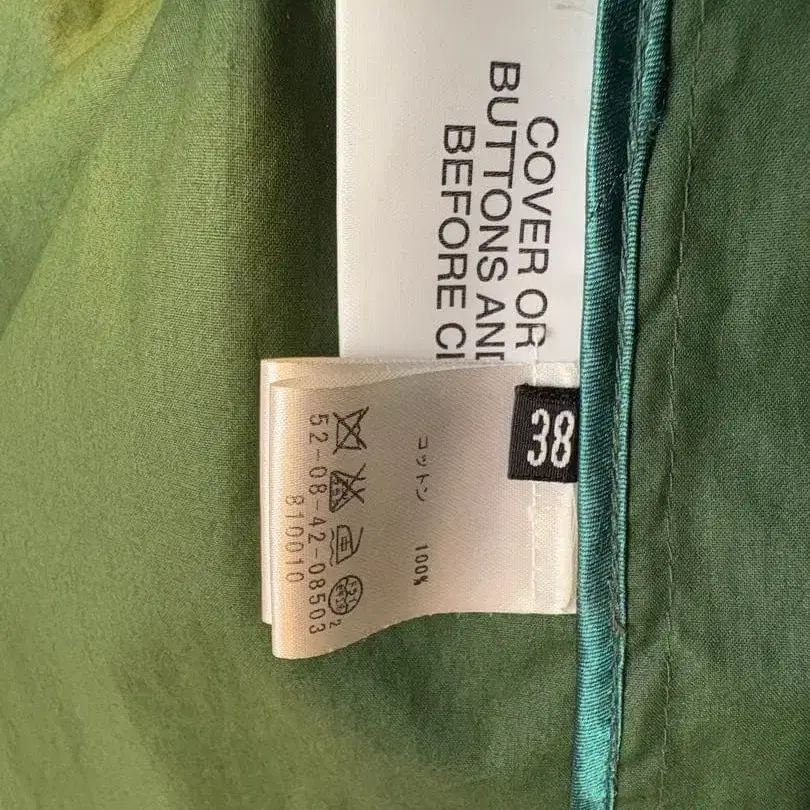 COVER OR
BUTTONS AND
BEFORE CL
38
コットン 100%
52-08-42-08503
810010